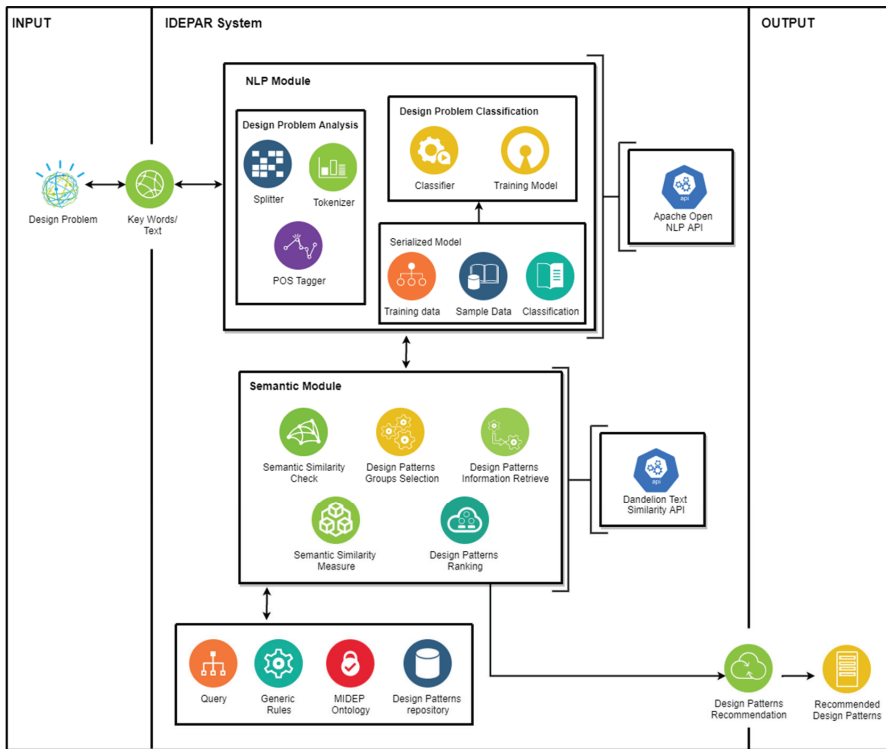 INPUT
IDEPAR System
OUTPUT
NLP Module
Design Problem Analysis
Splitter
Tokenizer
POS Tagger
Design Problem Classification
Classifier
Training Model
Serialized Model
Training data
Sample Data
Classification
api
Apache Open
NLP API
Design Problem
Key Words/
Text
Semantic Module
Semantic Similarity
Check
Design Patterns
Groups Selection
Design Patterns
Information Retrieve
Semantic Similarity
Measure
Design Patterns
Ranking
api
Dandelion Text
Similarity API
Query
Generic
Rules
MIDEP
Ontology
Design Patterns
repository
Design Patterns
Recommendation
Recommended
Design Patterns